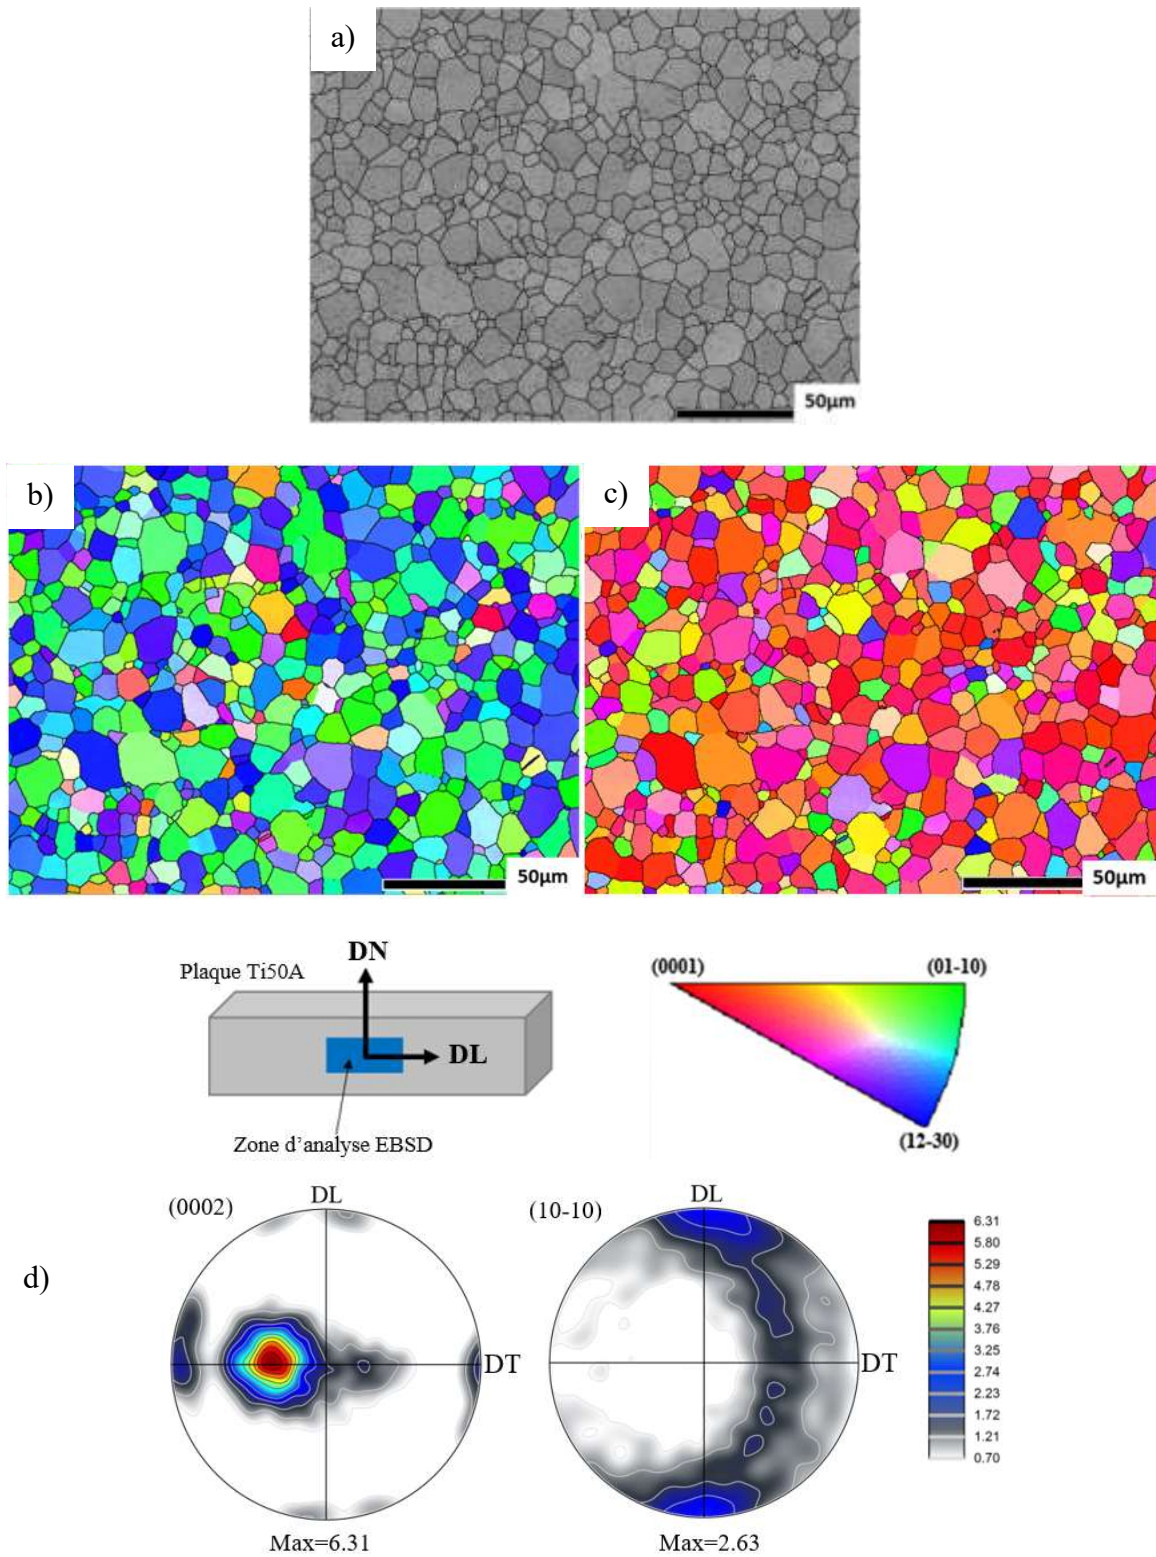 a)
50µm
b)
c)
50µm
50µm
DN
Plaque Ti50A
DL
Zone d'analyse EBSD
(0001)
(01-10)
(12-30)
d)
(0002)
DL
DT
Max=6.31
(10-10)
DL
DT
Max=2.63
6.31
5.80
5.29
4.78
4.27
3.76
3.25
2.74
2.23
1.72
1.21
0.70